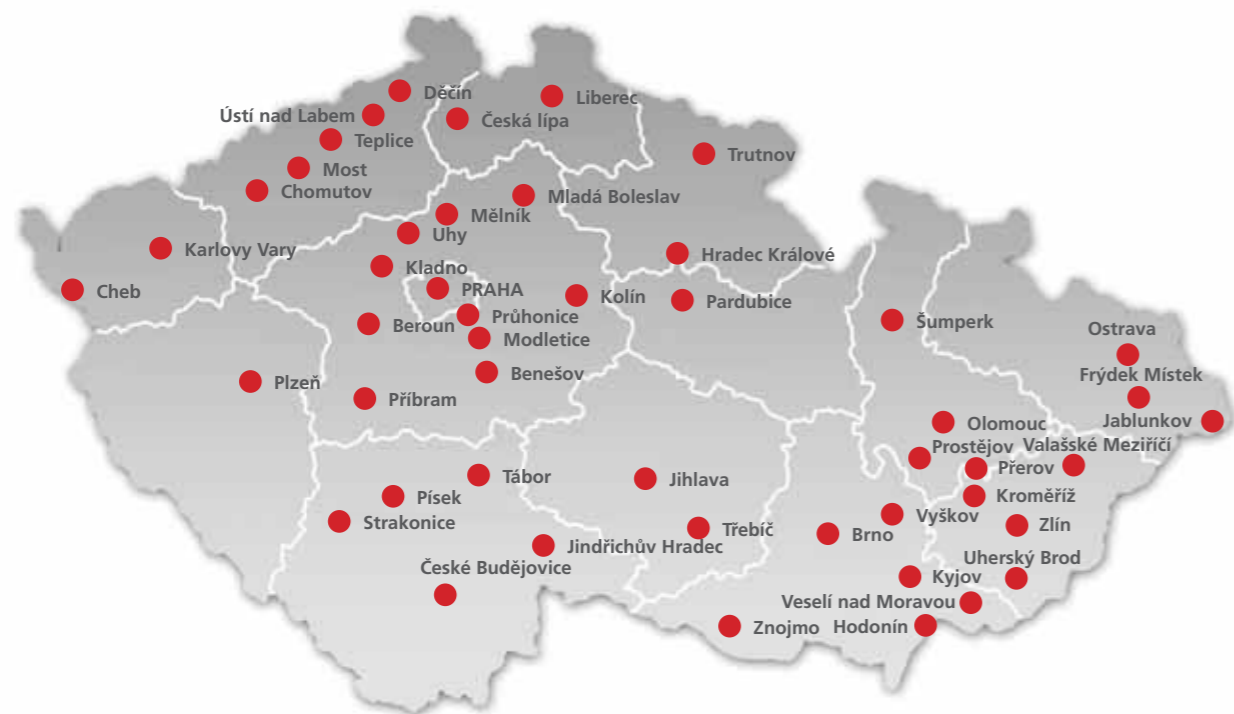 Děčín
Liberec
Ústí nad Labem
Česká lípa
Teplice
Trutnov
Most
Chomutov
Mladá Boleslav
Mělník
Uhy
Karlovy Vary
Hradec Králové
Kladno
PRAHA
Cheb
Kolín
Pardubice
Průhonice
Šumperk
Beroun
Modletice
Ostrava
Benešov
Frýdek Místek
Plzeň
Příbram
Jablunkov
Olomouc
Prostějov
Valašské Meziříčí
Přerov
Tábor
Jihlava
Písek
Kroměříž
Strakonice
Vyškov
Třebíč
Zlín
Brno
Jindřichův Hradec
Uherský Brod
České Budějovice
Kyjov
Veselí nad Moravou
Znojmo
Hodonín